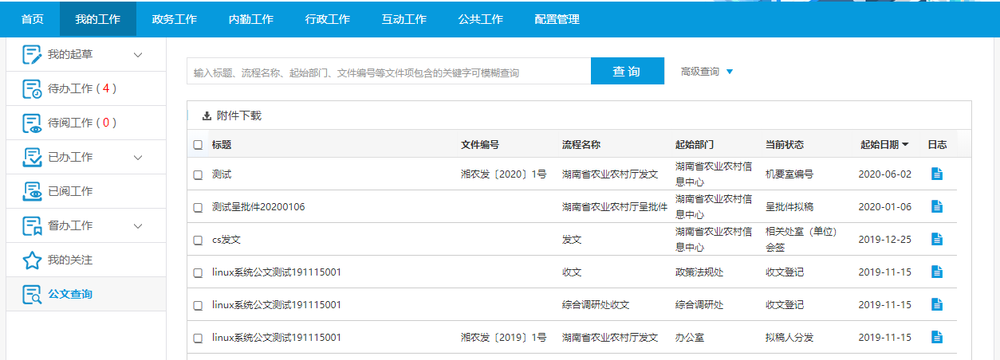 首页 我的工作 政务工作 内勤工作 行政工作 互动工作 公共工作 配置管理
我的起草
待办工作 ( 4 )
待阅工作 ( 0 )
已办工作
已阅工作
督办工作
我的关注
公文查询
输入标题、流程名称、起始部门、文件编号等文件项包含的关键字可模糊查询 查 询 高级查询
附件下载
标题 文件编号 流程名称 起始部门 当前状态 起始日期 日志
测试 湘农发〔2020〕1号 湖南省农业农村厅发文 湖南省农业农村信 机要室编号 2020-06-02
息中心
测试呈批件20200106 湖南省农业农村厅呈批件 湖南省农业农村信 呈批件拟稿 2020-01-06
息中心
cs发文 发文 湖南省农业农村信 相关处室（单位） 2019-12-25
息中心 会签
linux系统公文测试191115001 收文 政策法规处 收文登记 2019-11-15
linux系统公文测试191115001 综合调研处收文 综合调研处 收文登记 2019-11-15
linux系统公文测试191115001 湘农发〔2019〕1号 湖南省农业农村厅发文 办公室 拟稿人分发 2019-11-15